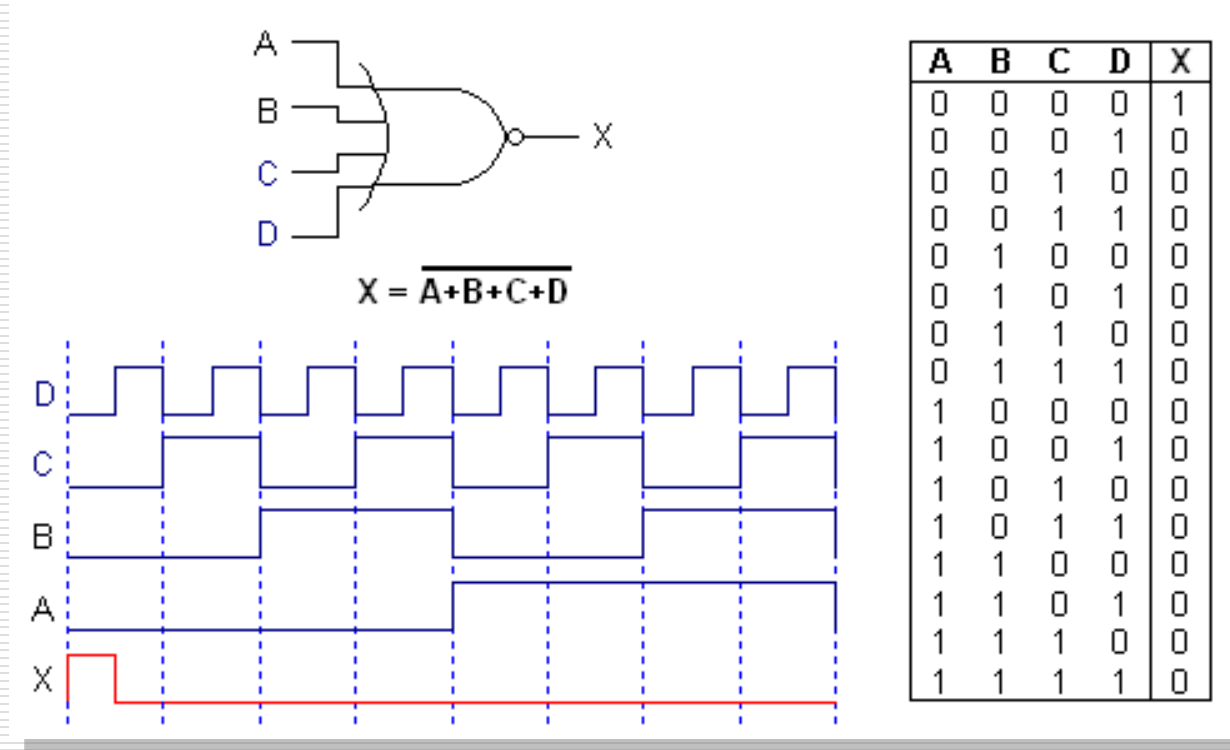 A
B
C
D
X
X = A+B+C+D
D
C
B
A
X
A B C D X
0 0 0 0 1
0 0 0 1 0
0 0 1 0 0
0 0 1 1 0
0 1 0 0 0
0 1 0 1 0
0 1 1 0 0
0 1 1 1 0
1 0 0 0 0
1 0 0 1 0
1 0 1 0 0
1 0 1 1 0
1 1 0 0 0
1 1 0 1 0
1 1 1 0 0
1 1 1 1 0